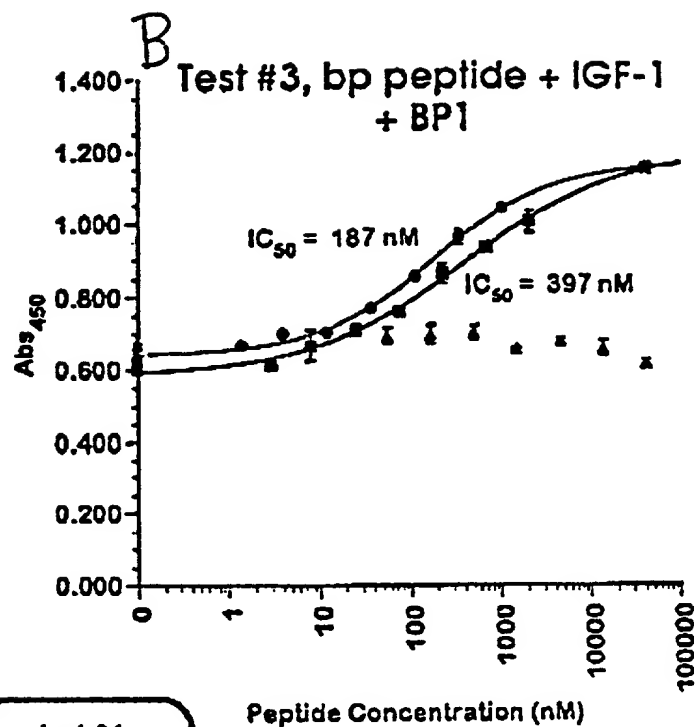 B
Test #3, bp peptide + IGF-1
+ BP1
1.400
1.200
1.000
0.800
0.600
0.400
0.200
0.000
Abs450
IC50 = 187 nM
IC50 = 397 nM
0
1
10
100
1000
10000
100000
Peptide Concentration (nM)